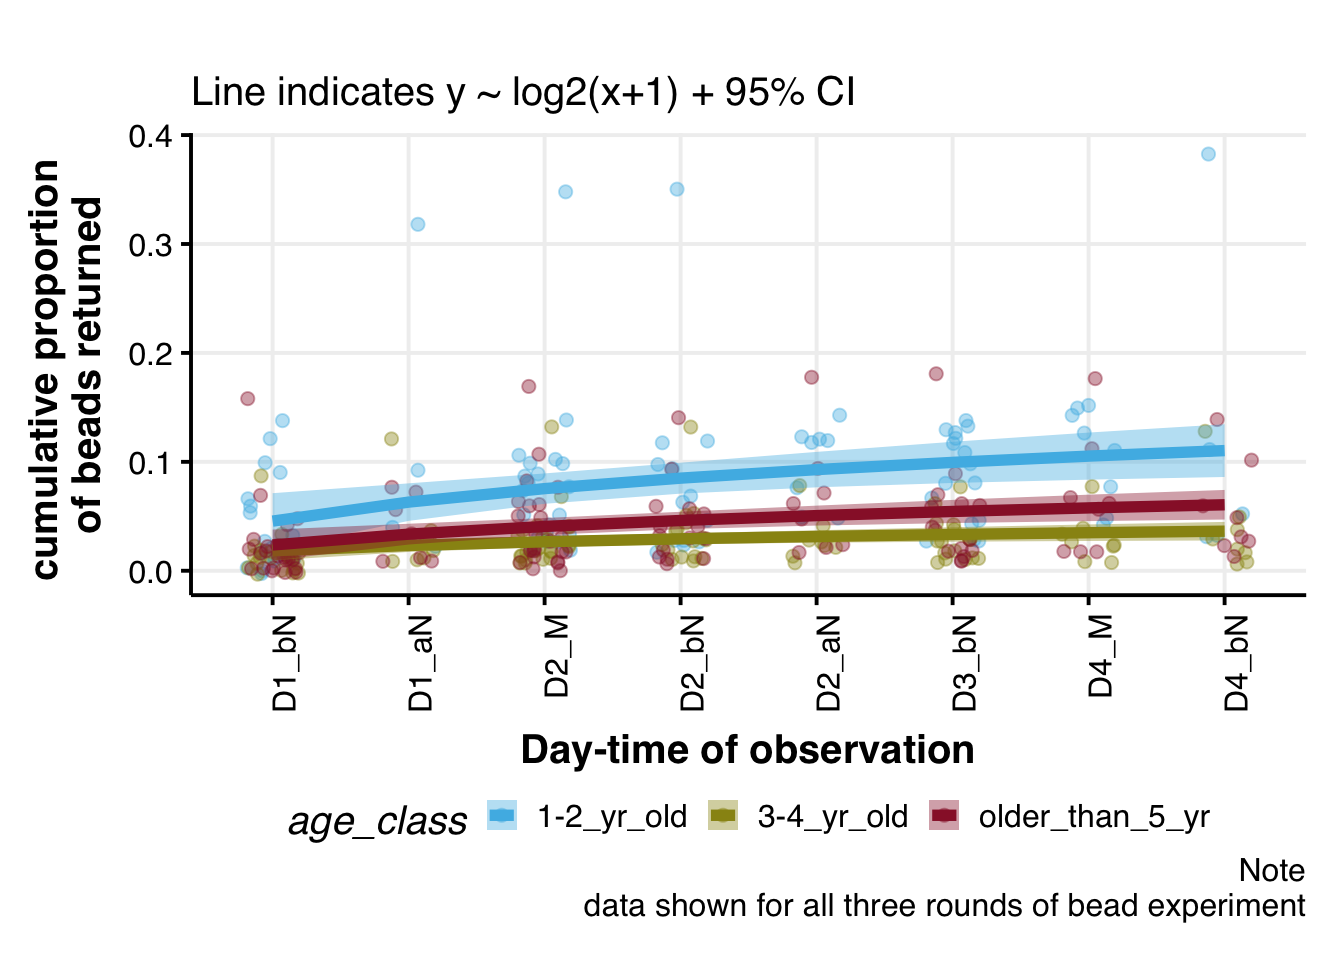 Line indicates y ~ log2(x+1) + 95% CI
cumulative proportion
of beads returned
0.4
0.3
0.2
0.1
0.0
D1_bN
D1_aN
D2_M
D2_bN
D2_aN
D3_bN
D4_M
D4_bN
Day-time of observation
age_class
1-2_yr_old
3-4_yr_old
older_than_5_yr
Note
data shown for all three rounds of bead experiment